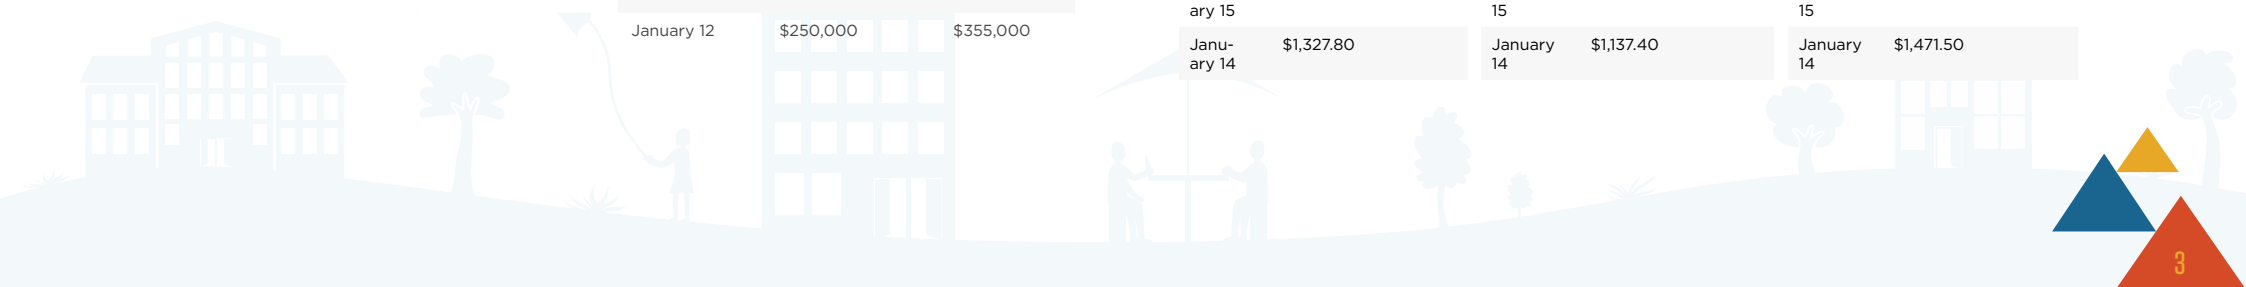 January 12 $250,000 $355,000
ary 15
Janu- $1,327.80
ary 14
15
January $1,137.40
14
15
January $1,471.50
14
3